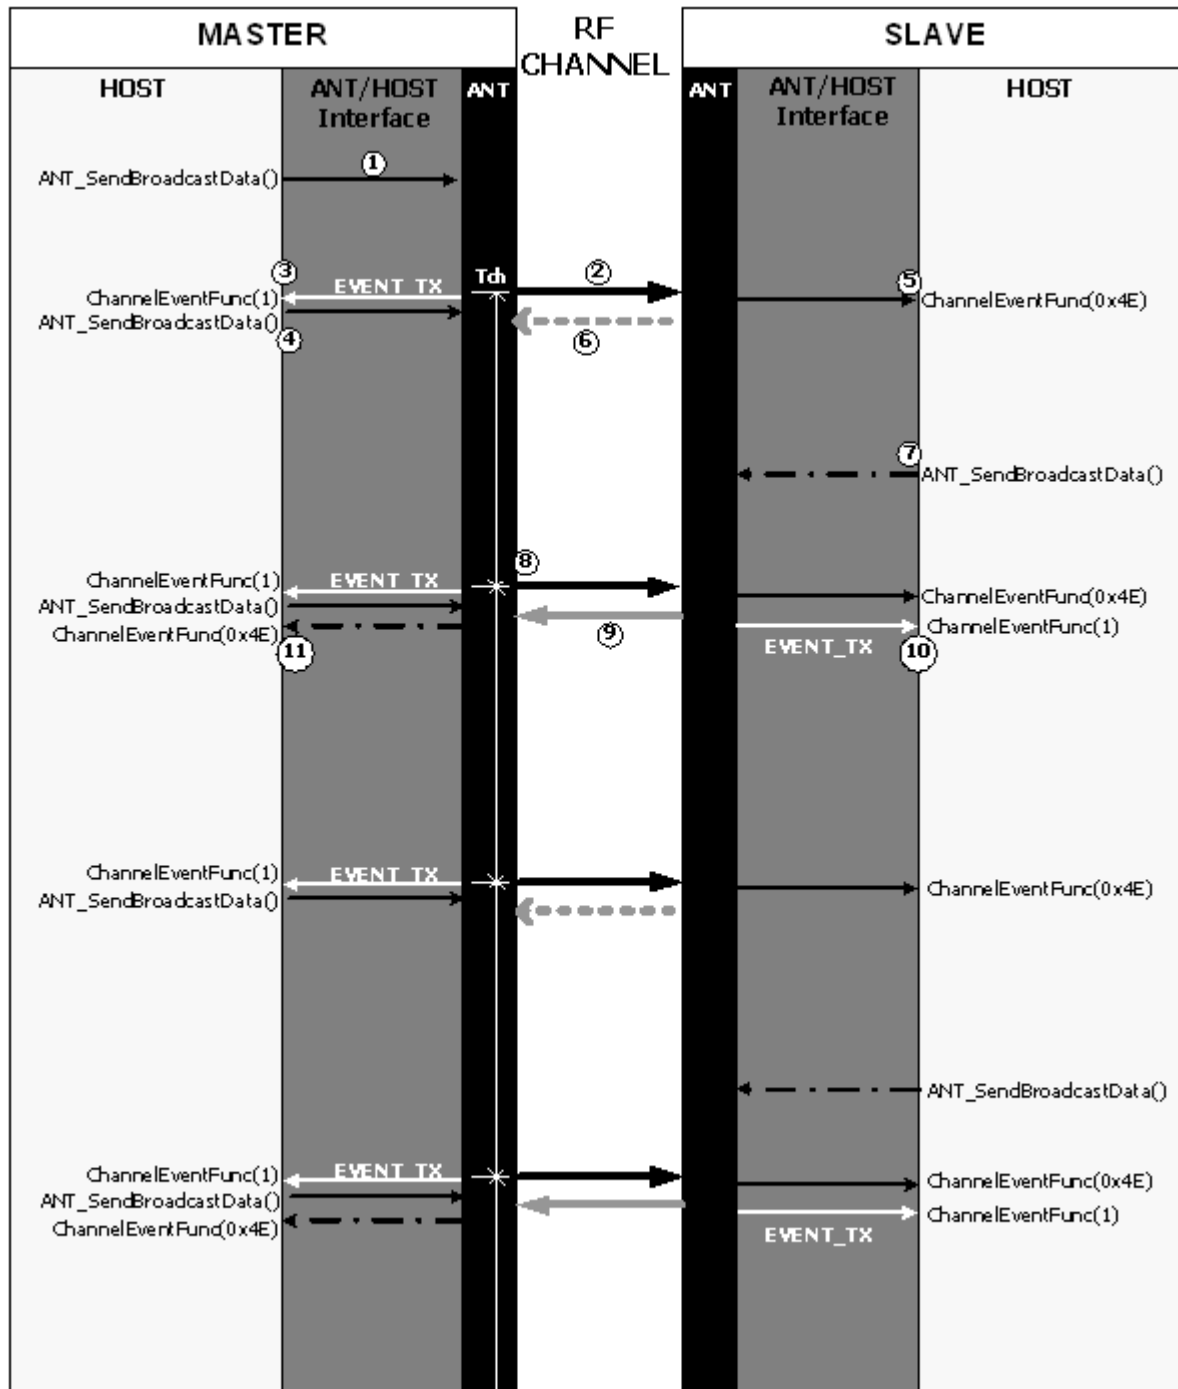 MASTER
RF
CHANNEL
SLAVE
HOST
ANT/HOST
Interface
ANT
ANT
ANT/HOST
Interface
HOST
1
ANT_SendBroadcastData()
3
EVENT_TX
Tch
2
5
ChannelEventFunc(1)
ChannelEventFunc(0x4E)
ANT_SendBroadcastData()
4
6
7
ANT_SendBroadcastData()
8
ChannelEventFunc(1)
EVENT_TX
ChannelEventFunc(0x4E)
ANT_SendBroadcastData()
ChannelEventFunc(0x4E)
9
ChannelEventFunc(1)
11
EVENT_TX
10
ChannelEventFunc(1)
EVENT_TX
ANT_SendBroadcastData()
ChannelEventFunc(0x4E)
ANT_SendBroadcastData()
ChannelEventFunc(1)
EVENT_TX
ChannelEventFunc(0x4E)
ANT_SendBroadcastData()
ChannelEventFunc(0x4E)
ChannelEventFunc(1)
EVENT_TX